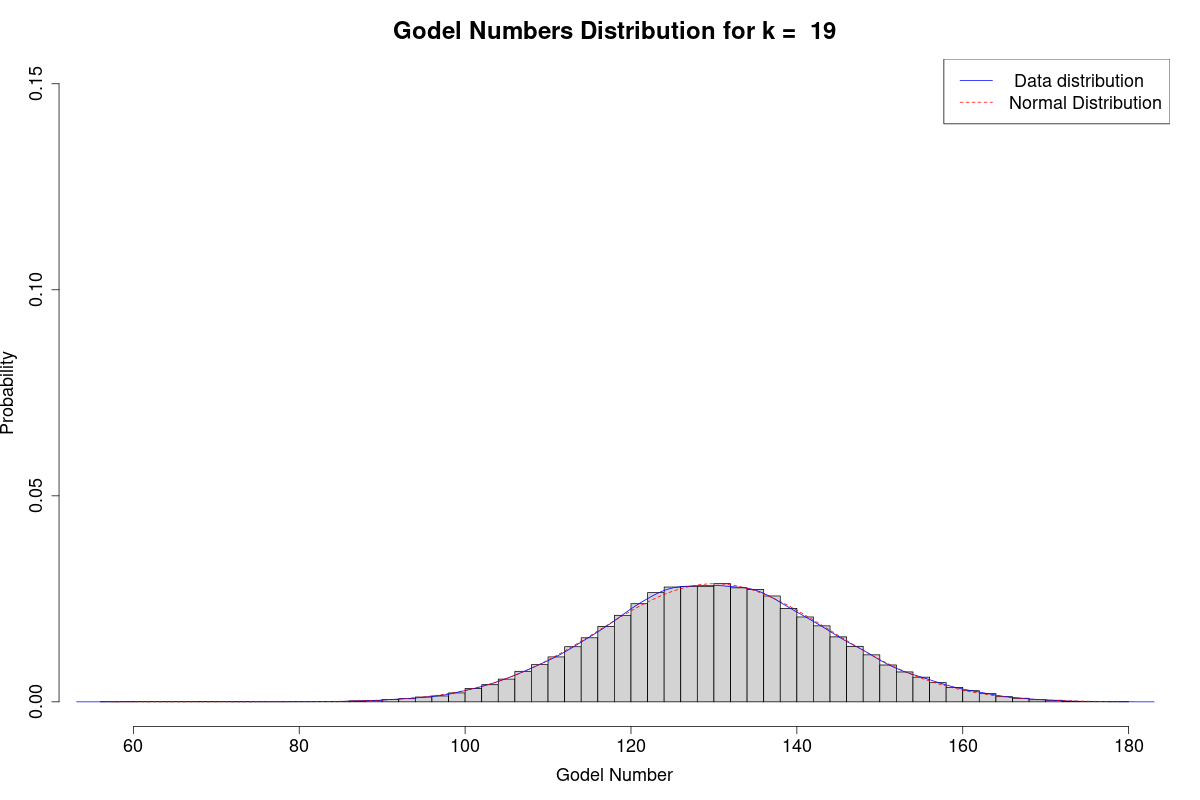 Godel Numbers Distribution for k =  19
Data distribution
Normal Distribution
Probability
0.15
0.10
0.05
0.00
60 80 100 120 140 160 180
Godel Number